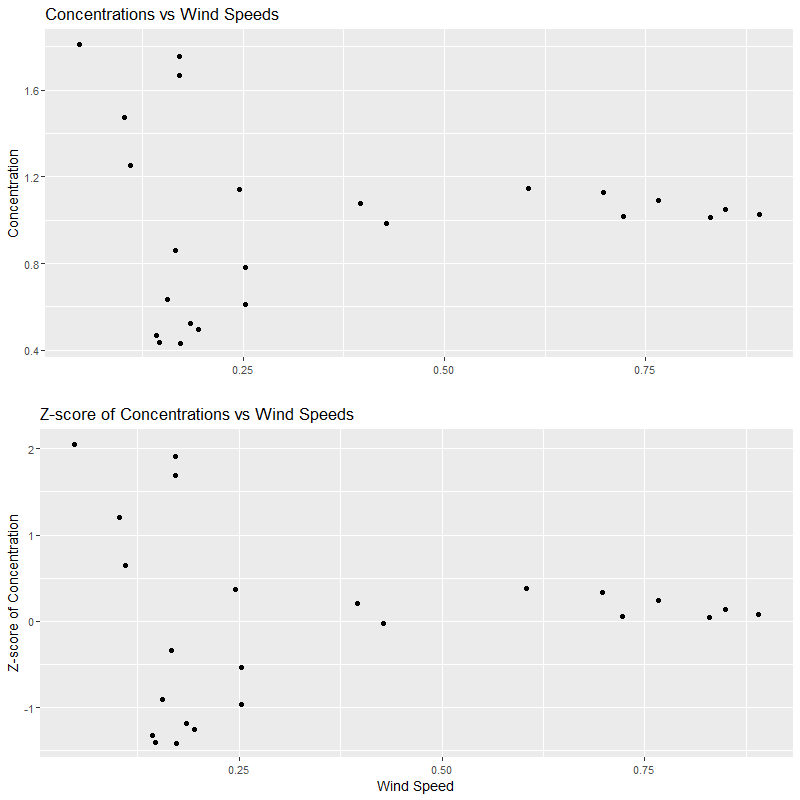 Concentrations vs Wind Speeds
Concentration
1.6
1.2
0.8
0.4
0.25
0.50
0.75
Z-score of Concentrations vs Wind Speeds
Z-score of Concentration
2
1
0
-1
0.25
0.50
0.75
Wind Speed